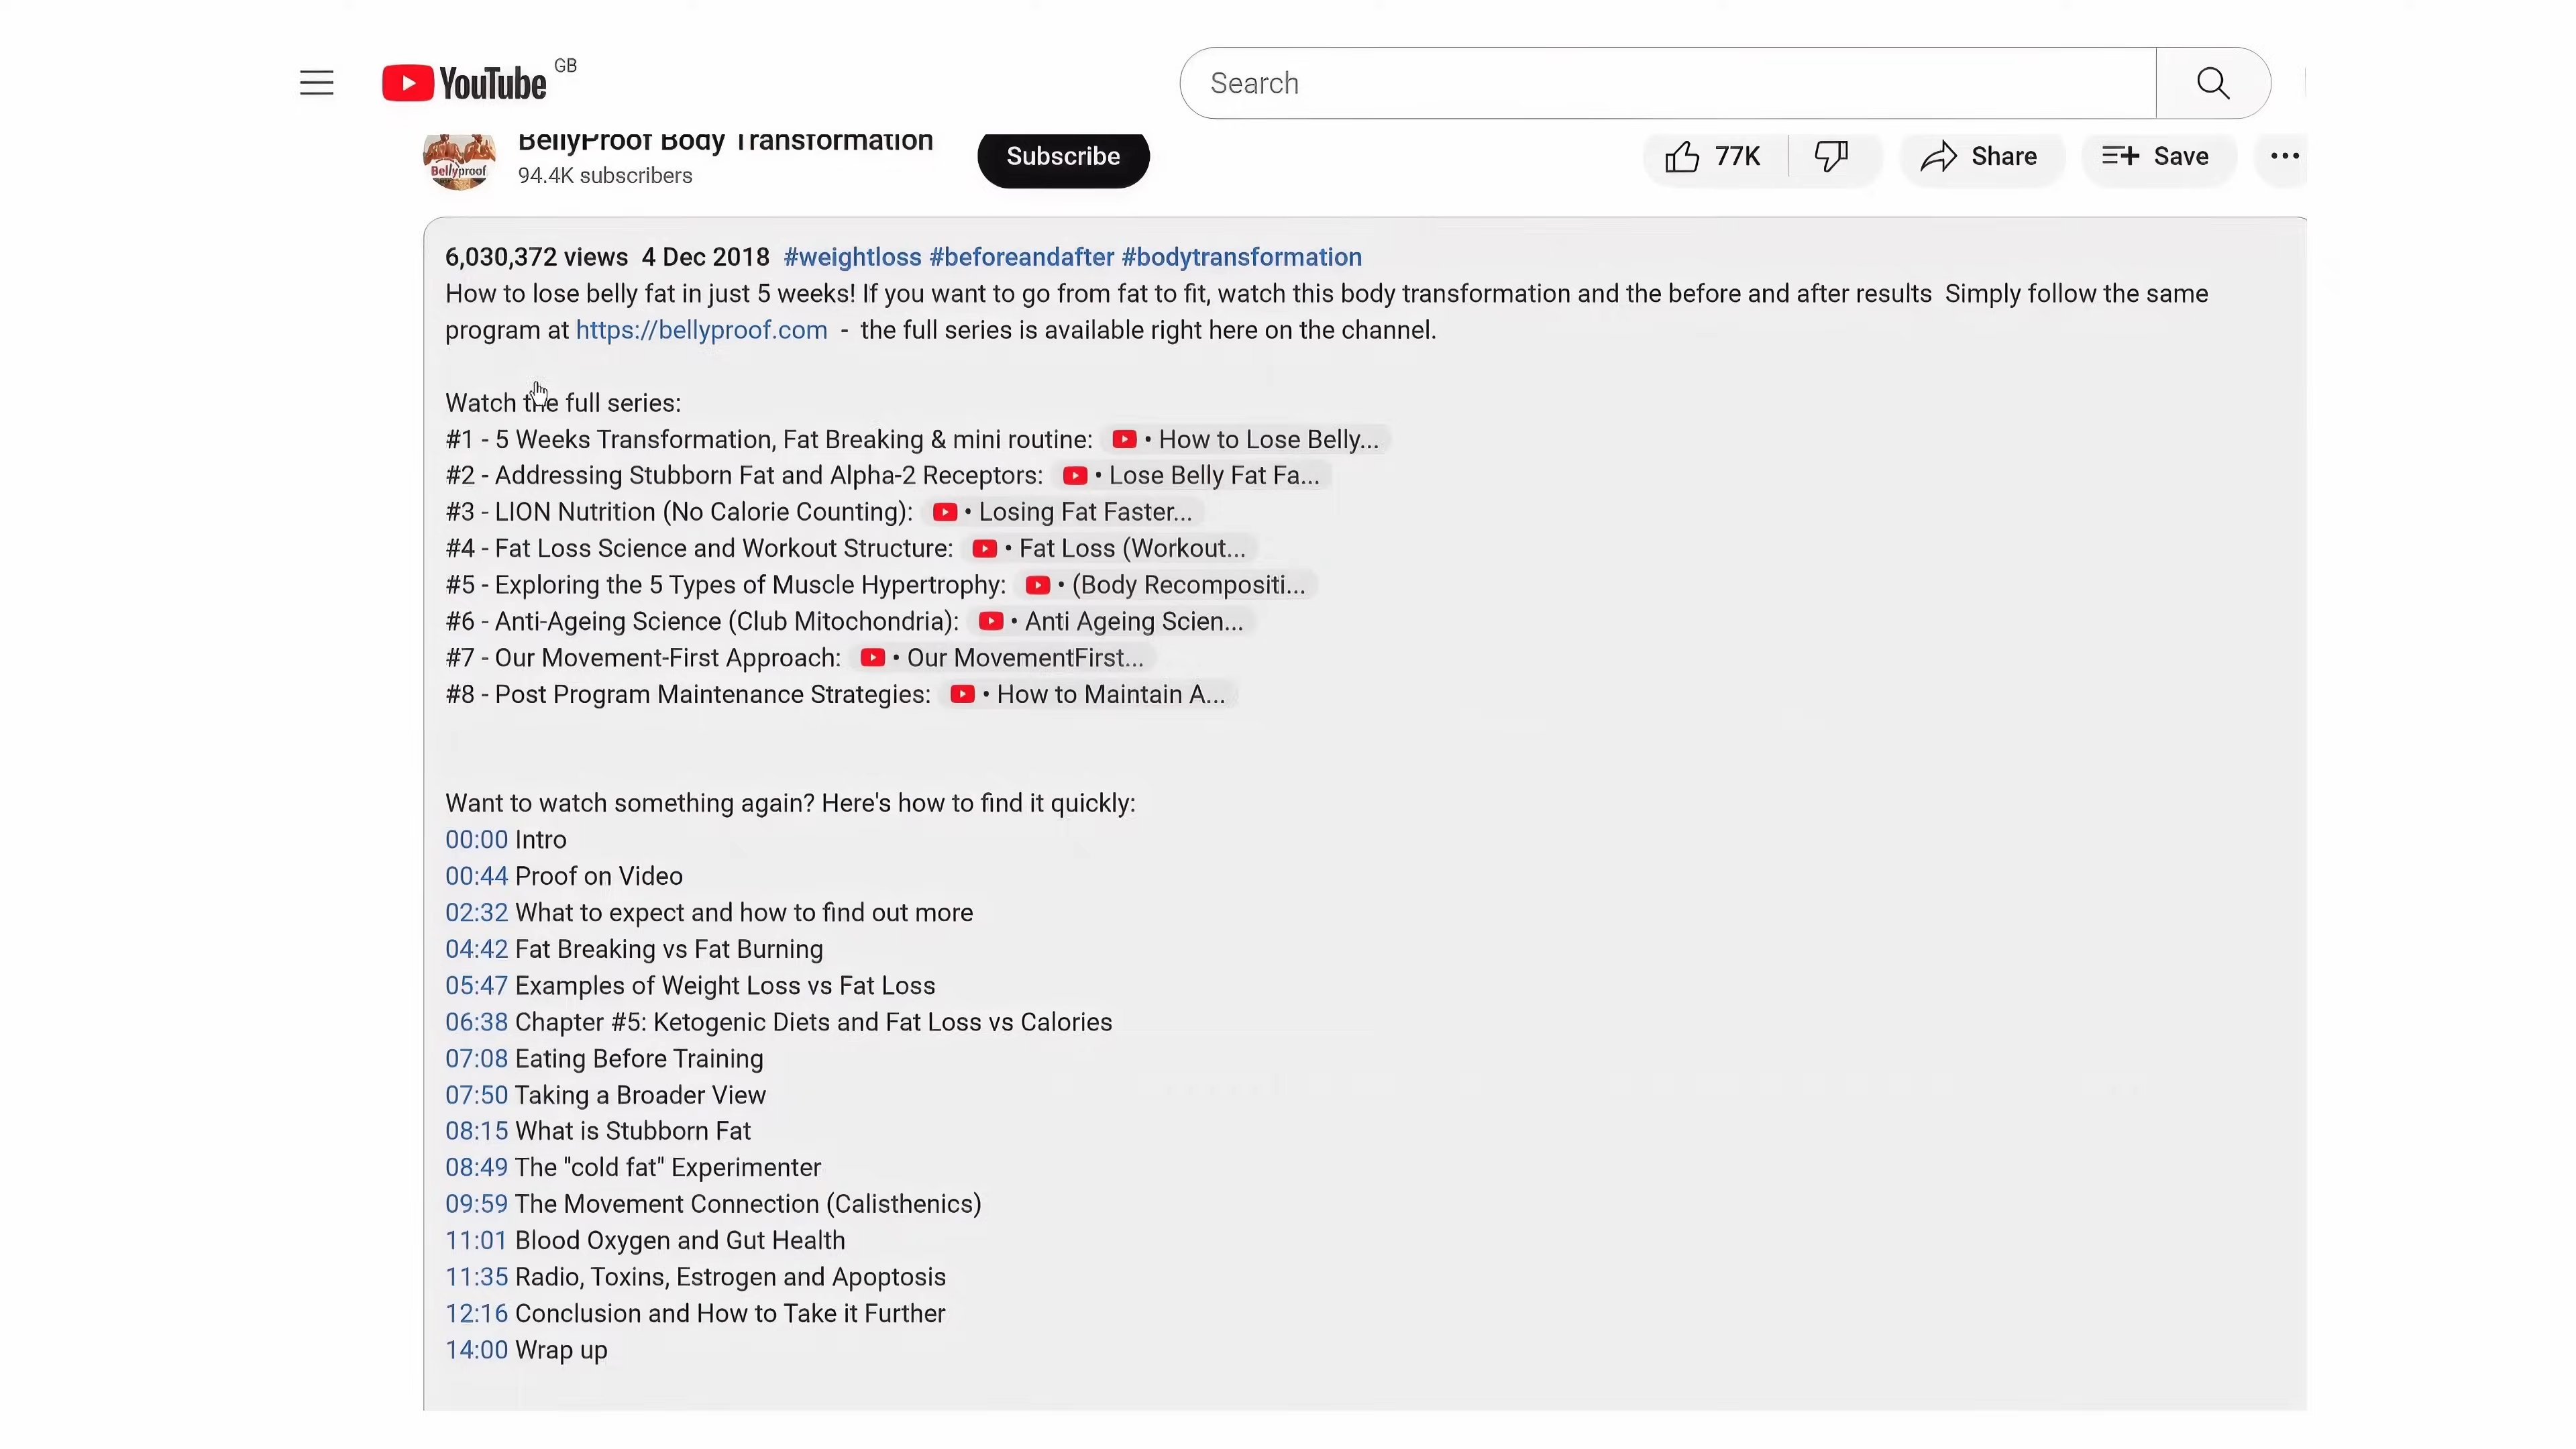 YouTube GB
Search
BellyProof Body Transformation
94.4K subscribers
Subscribe
77K
Share
Save
Bellyproof
6,030,372 views 4 Dec 2018 #weightloss #beforeandafter #bodytransformation
How to lose belly fat in just 5 weeks! If you want to go from fat to fit, watch this body transformation and the before and after results Simply follow the same
program at https://bellyproof.com - the full series is available right here on the channel.
Watch the full series:
#1 - 5 Weeks Transformation, Fat Breaking & mini routine: • How to Lose Belly...
#2 - Addressing Stubborn Fat and Alpha-2 Receptors: • Lose Belly Fat Fa...
#3 - LION Nutrition (No Calorie Counting): • Losing Fat Faster...
#4 - Fat Loss Science and Workout Structure: • Fat Loss (Workout...
#5 - Exploring the 5 Types of Muscle Hypertrophy: • (Body Recompositi...
#6 - Anti-Ageing Science (Club Mitochondria): • Anti Ageing Scien...
#7 - Our Movement-First Approach: • Our MovementFirst...
#8 - Post Program Maintenance Strategies: • How to Maintain A...
Want to watch something again? Here's how to find it quickly:
00:00 Intro
00:44 Proof on Video
02:32 What to expect and how to find out more
04:42 Fat Breaking vs Fat Burning
05:47 Examples of Weight Loss vs Fat Loss
06:38 Chapter #5: Ketogenic Diets and Fat Loss vs Calories
07:08 Eating Before Training
07:50 Taking a Broader View
08:15 What is Stubborn Fat
08:49 The "cold fat" Experimenter
09:59 The Movement Connection (Calisthenics)
11:01 Blood Oxygen and Gut Health
11:35 Radio, Toxins, Estrogen and Apoptosis
12:16 Conclusion and How to Take it Further
14:00 Wrap up